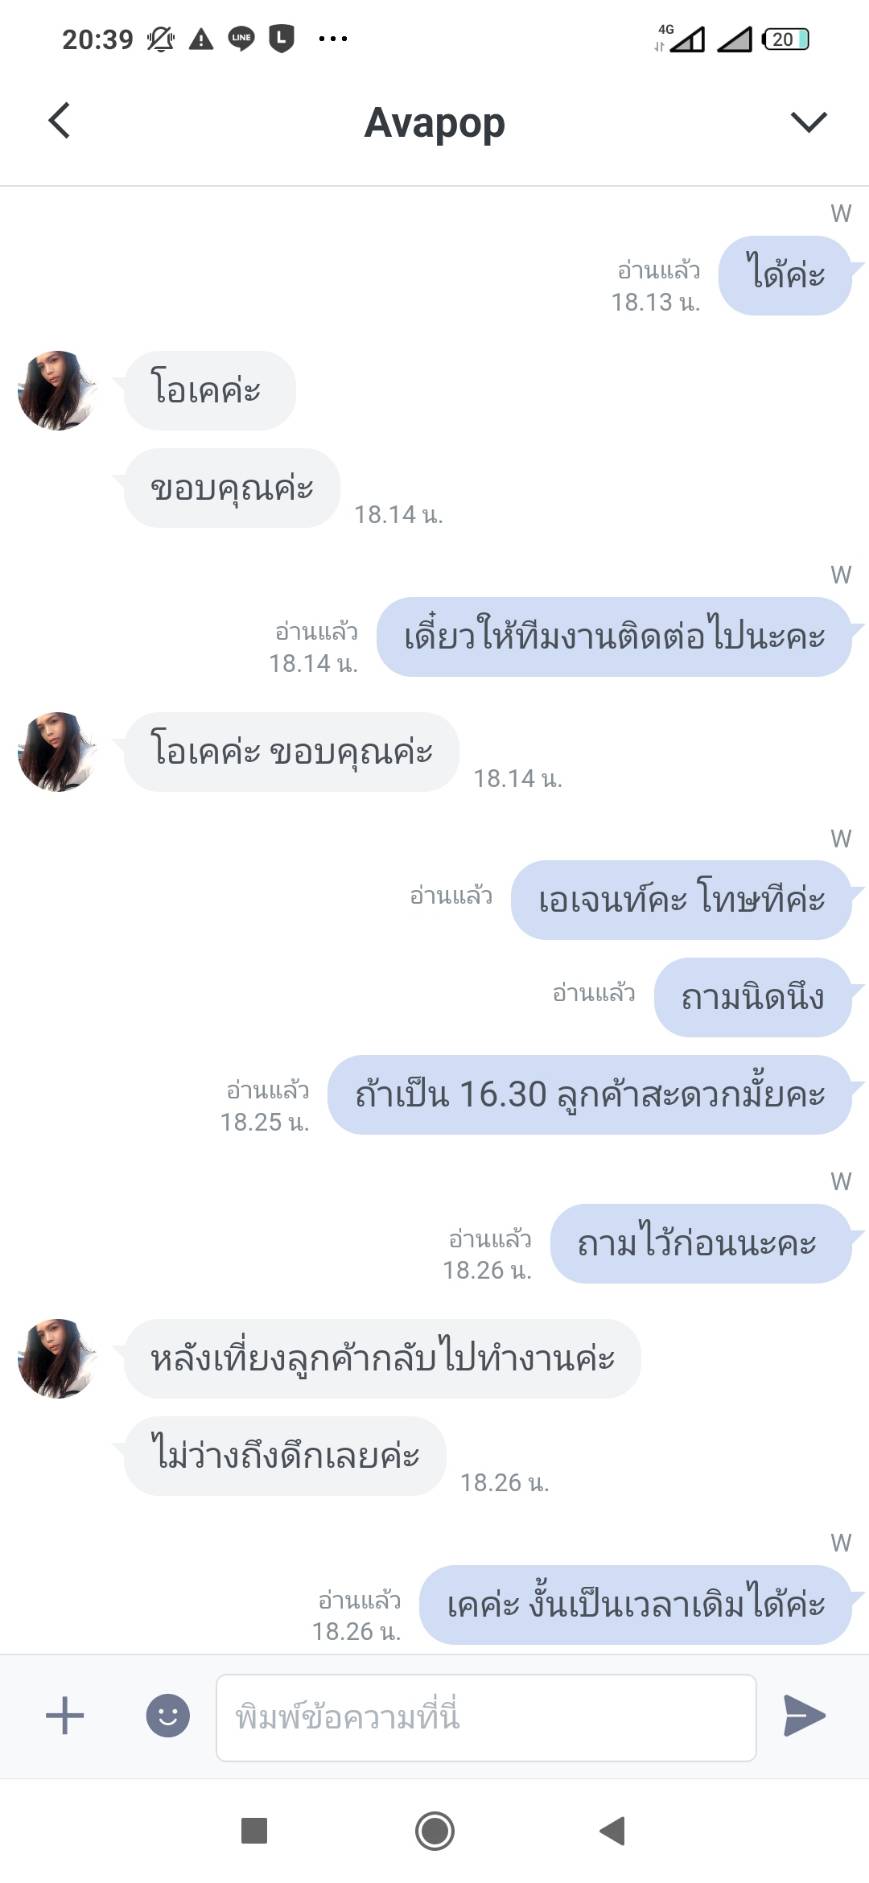 20:39 LINE L ... 4G 20
Avapop
W
ได้ค่ะ
อ่านแล้ว
18.13 น.
โอเคค่ะ
ขอบคุณค่ะ
18.14 น.
W
เดี๋ยวให้ทีมงานติดต่อไปนะคะ
อ่านแล้ว
18.14 น.
โอเคค่ะ ขอบคุณค่ะ
18.14 น.
W
เอเจนท์คะ โทษทีค่ะ
อ่านแล้ว
ถามนิดนึง
อ่านแล้ว
ถ้าเป็น 16.30 ลูกค้าสะดวกมั้ยคะ
อ่านแล้ว
18.25 น.
W
ถามไว้ก่อนนะคะ
อ่านแล้ว
18.26 น.
หลังเที่ยงลูกค้ากลับไปทำงานค่ะ
ไม่ว่างถึงดึกเลยค่ะ
18.26 น.
W
เคค่ะ งั้นเป็นเวลาเดิมได้ค่ะ
อ่านแล้ว
18.26 น.
พิมพ์ข้อความที่นี่